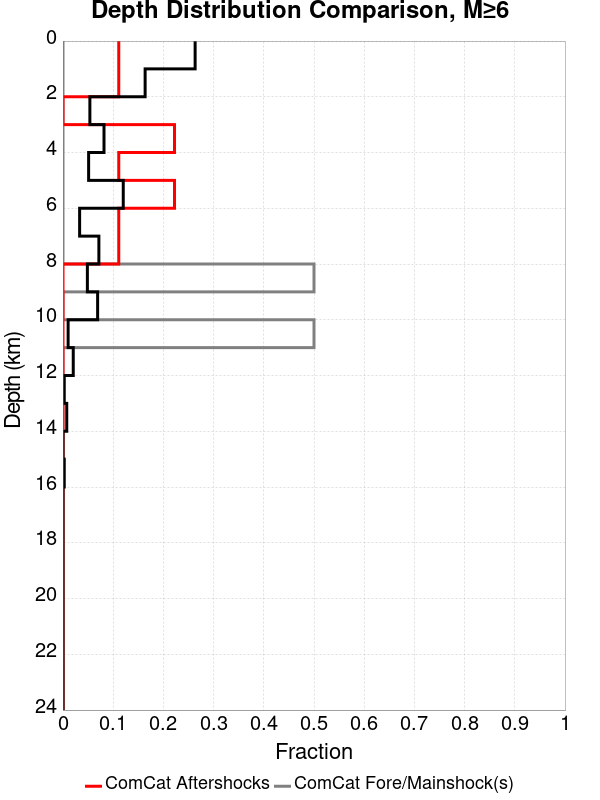 Depth Distribution Comparison, M≥6
0
2
4
6
8
10
12
14
16
18
20
22
24
Depth (km)
0 0.1 0.2 0.3 0.4 0.5 0.6 0.7 0.8 0.9 1
Fraction
ComCat Aftershocks ComCat Fore/Mainshock(s)